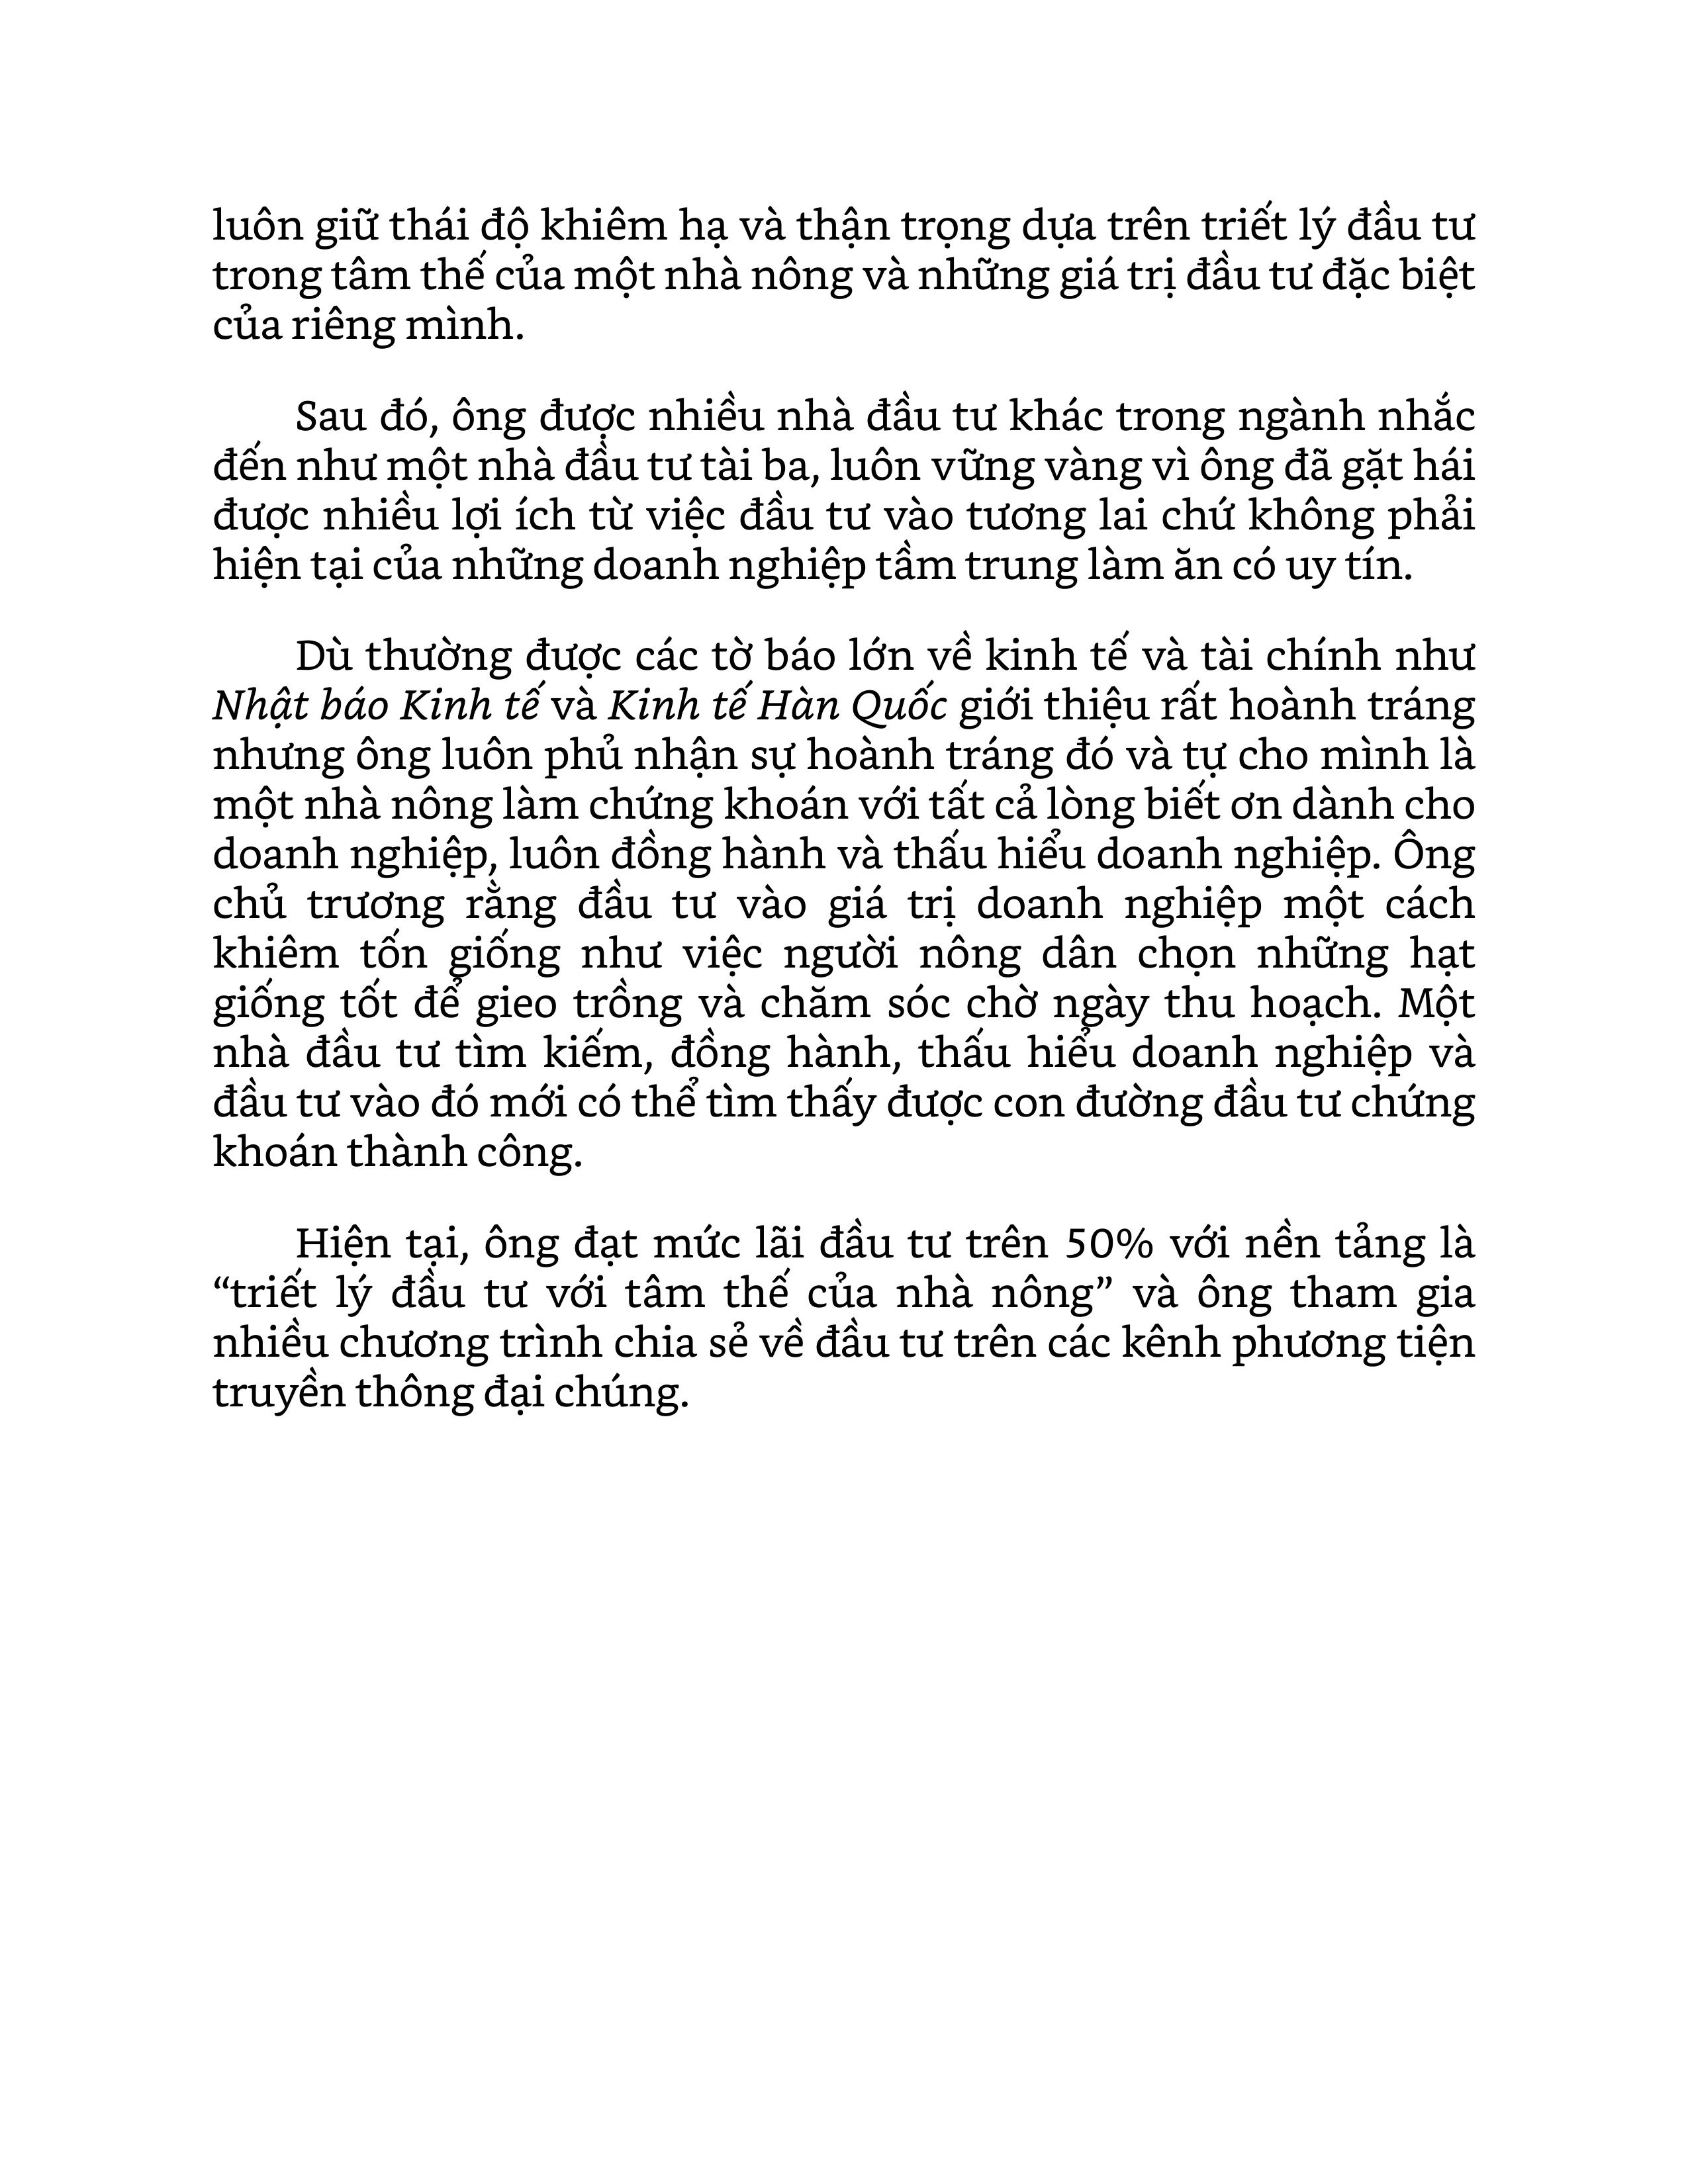 luôn giữ thái độ khiêm hạ và thận trọng dựa trên triết lý đầu tư
trong tâm thế của một nhà nông và những giá trị đầu tư đặc biệt
của riêng mình.
Sau đó, ông được nhiều nhà đầu tư khác trong ngành nhắc
đến như một nhà đầu tư tài ba, luôn vững vàng vì ông đã gặt hái
được nhiều lợi ích từ việc đầu tư vào tương lai chứ không phải
hiện tại của những doanh nghiệp tầm trung làm ăn có uy tín.
Dù thường được các tờ báo lớn về kinh tế và tài chính như
Nhật báo Kinh tế và Kinh tế Hàn Quốc giới thiệu rất hoành tráng
nhưng ông luôn phủ nhận sự hoành tráng đó và tự cho mình là
một nhà nông làm chứng khoán với tất cả lòng biết ơn dành cho
doanh nghiệp, luôn đồng hành và thấu hiểu doanh nghiệp. Ông
chủ trương rằng đầu tư vào giá trị doanh nghiệp một cách
khiêm tốn giống như việc người nông dân chọn những hạt
giống tốt để gieo trồng và chăm sóc chờ ngày thu hoạch. Một
nhà đầu tư tìm kiếm, đồng hành, thấu hiểu doanh nghiệp và
đầu tư vào đó mới có thể tìm thấy được con đường đầu tư chứng
khoán thành công.
Hiện tại, ông đạt mức lãi đầu tư trên 50% với nền tảng là
“triết lý đầu tư với tâm thế của nhà nông” và ông tham gia
nhiều chương trình chia sẻ về đầu tư trên các kênh phương tiện
truyền thông đại chúng.